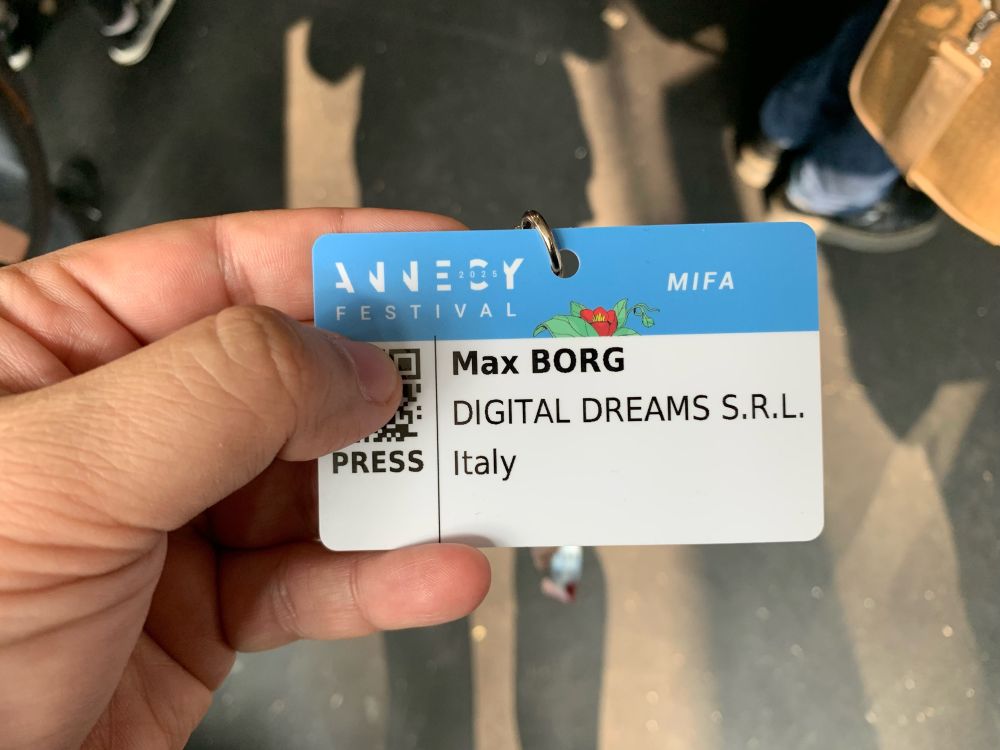 ANNECY
2025
FESTIVAL
MIFA
Max BORG
DIGITAL DREAMS S.R.L.
PRESS
Italy